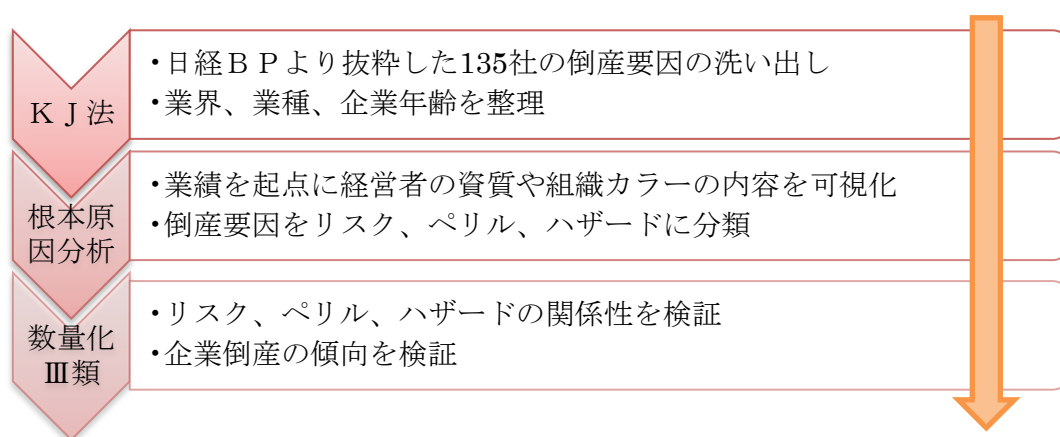 KJ法
・日経BPより抜粋した135社の倒産要因の洗い出し
・業界、業種、企業年齢を整理
根本原
因分析
・業績を起点に経営者の資質や組織カラーの内容を可視化
・倒産要因をリスク、ペリル、ハザードに分類
数量化
Ⅲ類
・リスク、ペリル、ハザードの関係性を検証
・企業倒産の傾向を検証